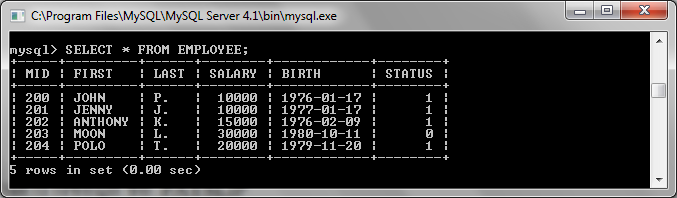 C:\Program Files\MySQL\MySQL Server 4.1\bin\mysql.exe
mysql> SELECT * FROM EMPLOYEE;
+-----+---------+------+--------+------------+--------+
| MID | FIRST   | LAST | SALARY | BIRTH      | STATUS |
+-----+---------+------+--------+------------+--------+
| 200 | JOHN    | P.   |  10000 | 1976-01-17 |      1 |
| 201 | JENNY   | J.   |  10000 | 1977-01-17 |      1 |
| 202 | ANTHONY | K.   |  15000 | 1976-02-09 |      1 |
| 203 | MOON    | L.   |  30000 | 1980-10-11 |      0 |
| 204 | POLO    | T.   |  20000 | 1979-11-20 |      1 |
+-----+---------+------+--------+------------+--------+
5 rows in set (0.00 sec)